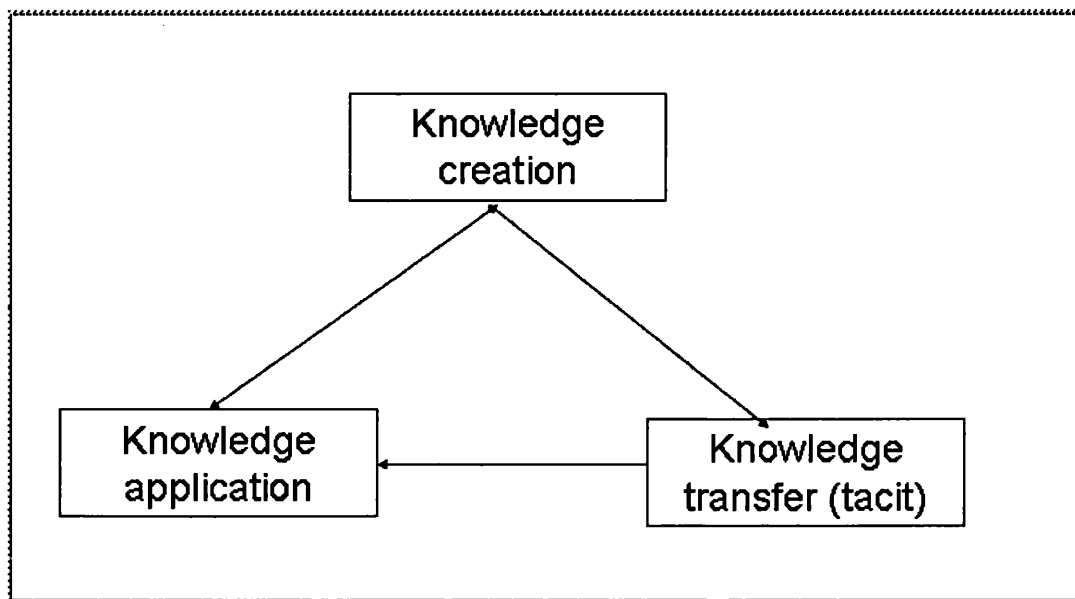 Knowledge
creation
Knowledge
application
Knowledge
transfer (tacit)